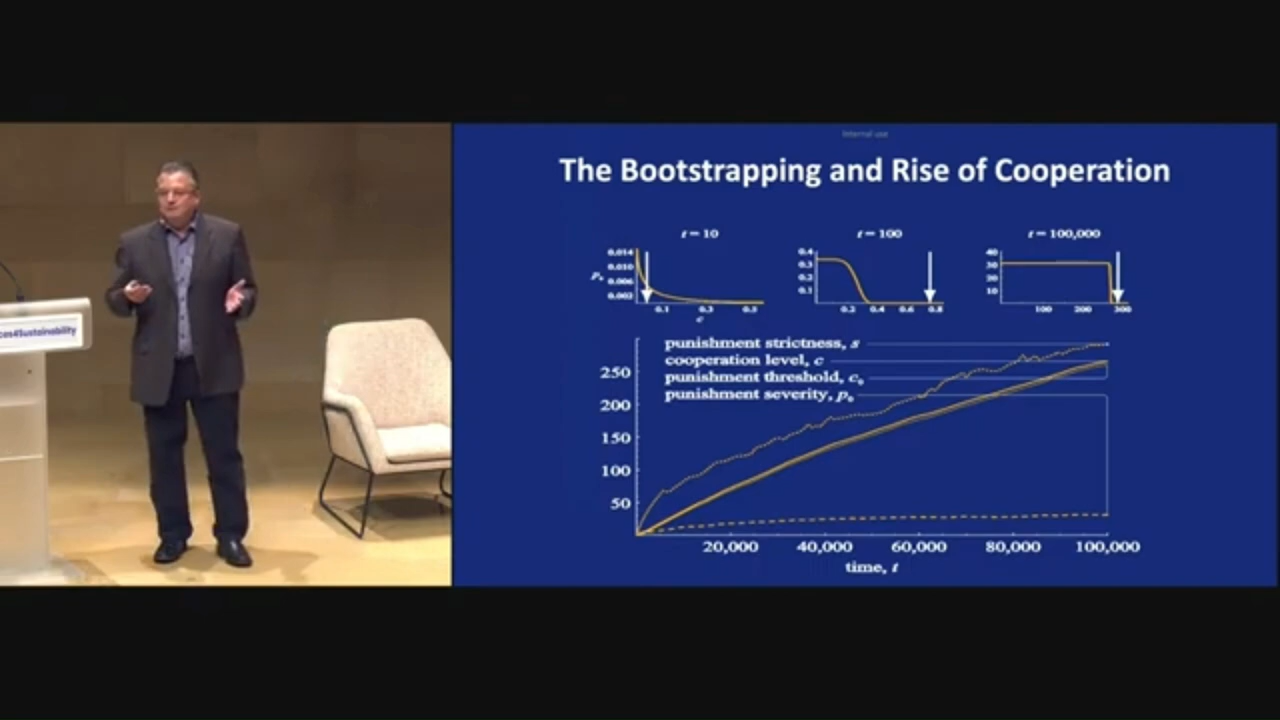 Internal use
The Bootstrapping and Rise of Cooperation
t = 10
t = 100
t = 100,000
0.014
0.010
0.006
0.002
P₀
0.1 0.3 0.5
c
0.4
0.3
0.2
0.1
0.2 0.4 0.6 0.8
40
30
20
10
100 200 300
punishment strictness, s
cooperation level, c
punishment threshold, c₀
punishment severity, p₀
250
200
150
100
50
20,000 40,000 60,000 80,000 100,000
time, t
ces4Sustainability